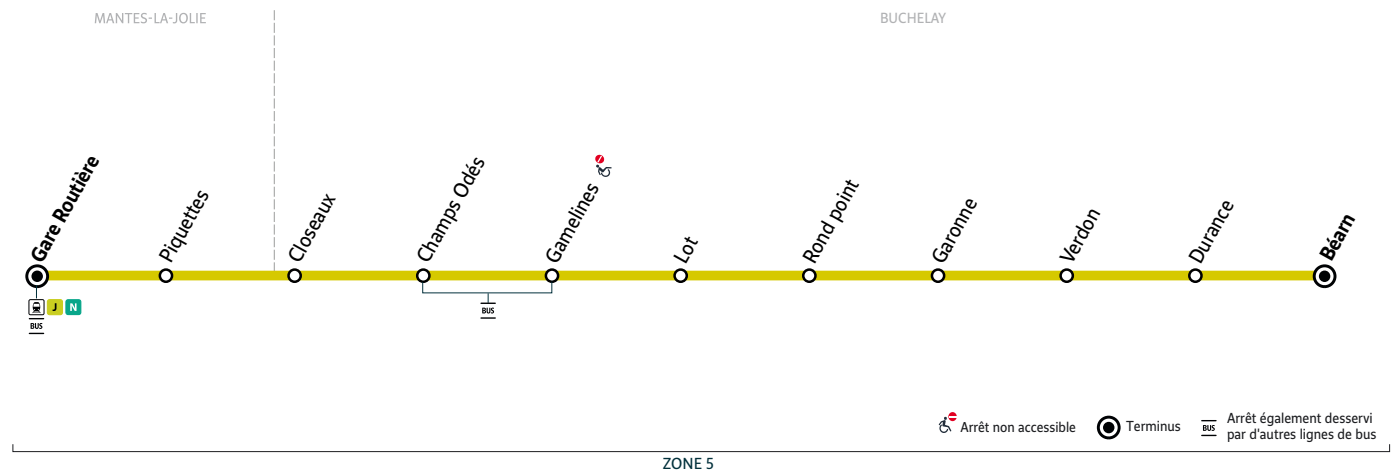 MANTES-LA-JOLIE
BUCHELAY
Gare Routière
Piquettes
Closeaux
Champs Odés
Gamelines
Lot
Rond point
Garonne
Verdon
Durance
Béarn
J N
BUS
BUS
Arrêt non accessible
Terminus
BUS
Arrêt également desservi
par d'autres lignes de bus
ZONE 5